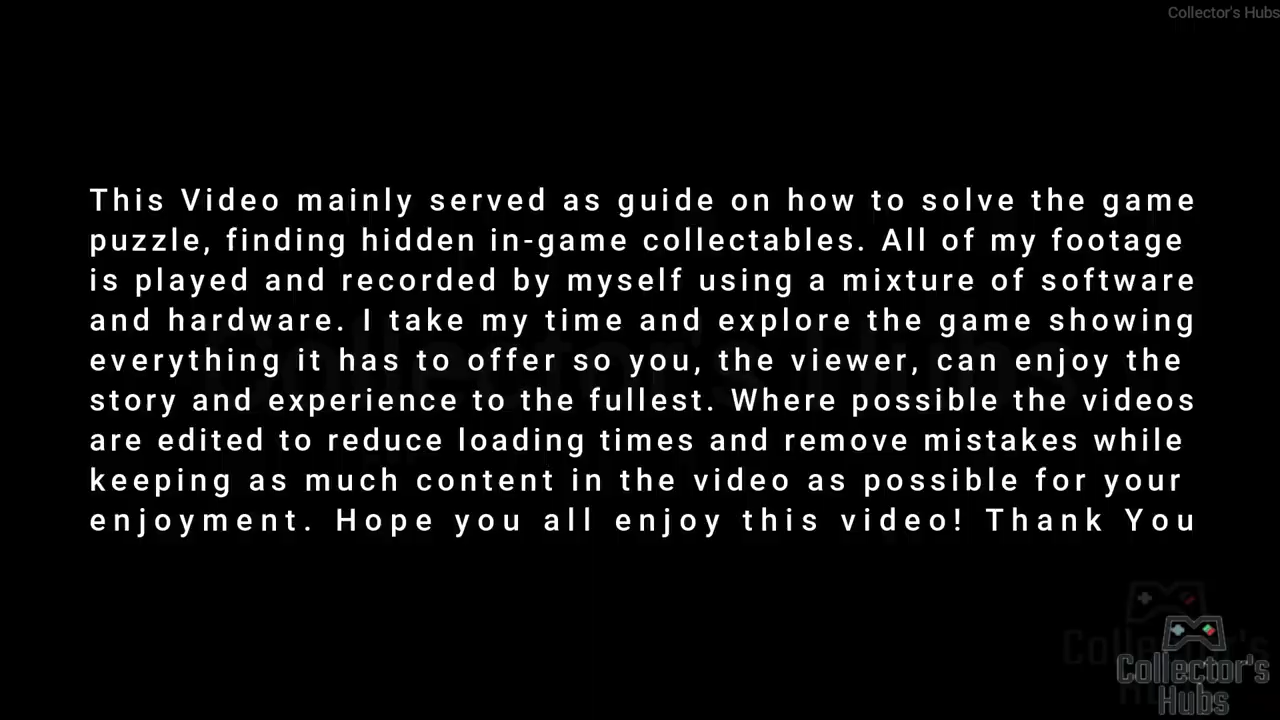 Collector's Hubs
This Video mainly served as guide on how to solve the game
puzzle, finding hidden in-game collectables. All of my footage
is played and recorded by myself using a mixture of software
and hardware. I take my time and explore the game showing
everything it has to offer so you, the viewer, can enjoy the
story and experience to the fullest. Where possible the videos
are edited to reduce loading times and remove mistakes while
keeping as much content in the video as possible for your
enjoyment. Hope you all enjoy this video! Thank You
Collector's
Hubs